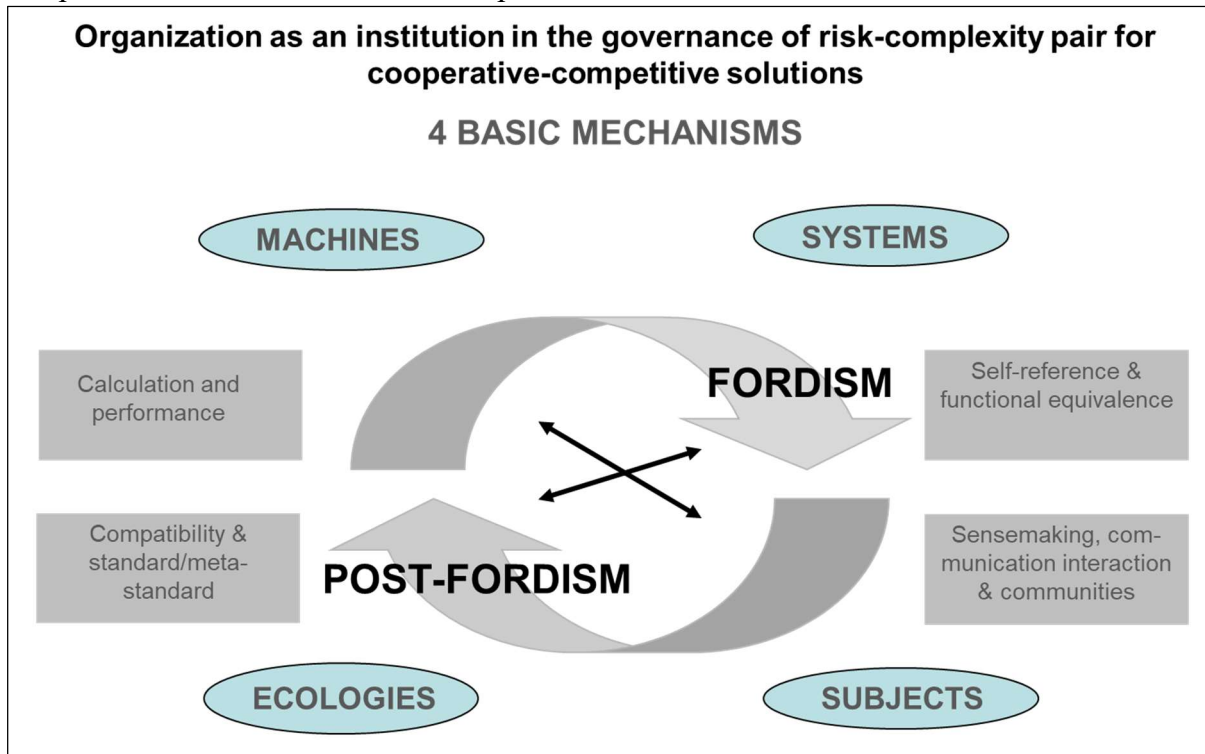 Organization as an institution in the governance of risk-complexity pair for
cooperative-competitive solutions
4 BASIC MECHANISMS
MACHINES
SYSTEMS
Calculation and
performance
FORDISM
Self-reference &
functional equivalence
Compatibility &
standard/meta-
standard
POST-FORDISM
Sensemaking, com-
munication interaction
& communities
ECOLOGIES
SUBJECTS